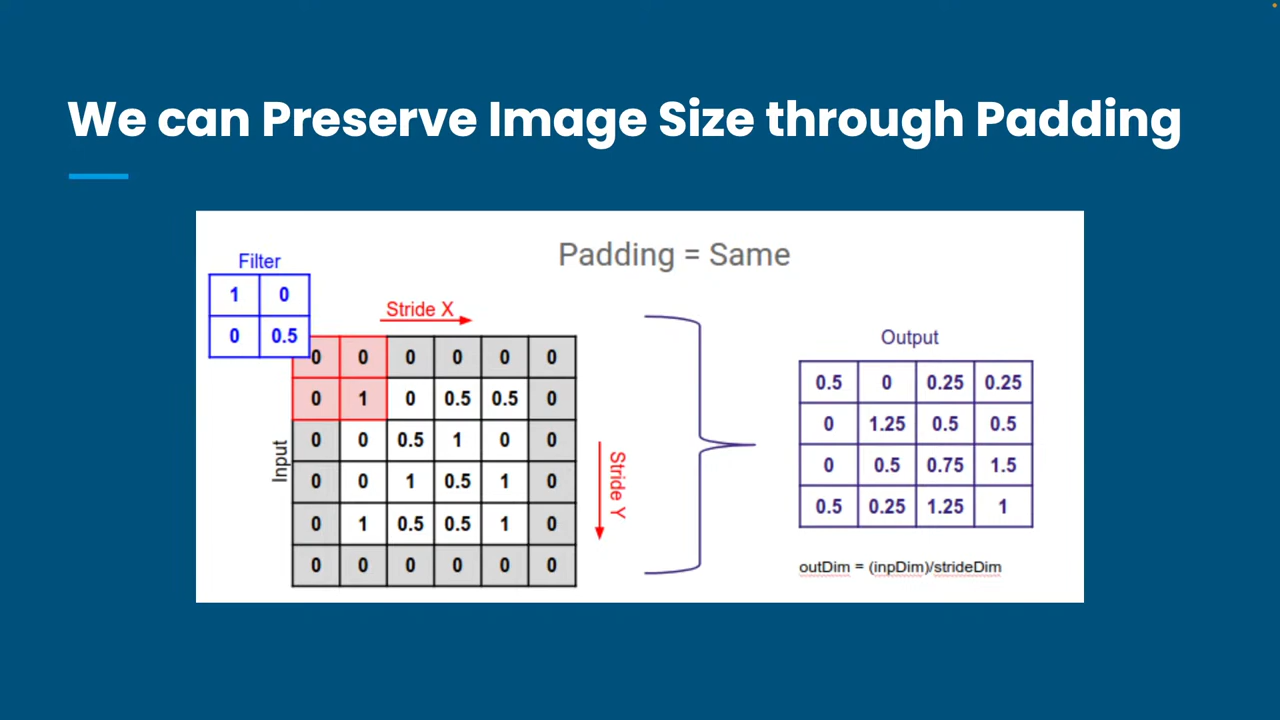 We can Preserve Image Size through Padding
Padding = Same
Filter
1 0
0 0.5
Stride X
Input
0 0 0 0 0 0
0 1 0 0.5 0.5 0
0 0 0.5 1 0 0
0 0 1 0.5 1 0
0 1 0.5 0.5 1 0
0 0 0 0 0 0
Stride Y
Output
0.5 0 0.25 0.25
0 1.25 0.5 0.5
0 0.5 0.75 1.5
0.5 0.25 1.25 1
outDim = (inpDim)/strideDim